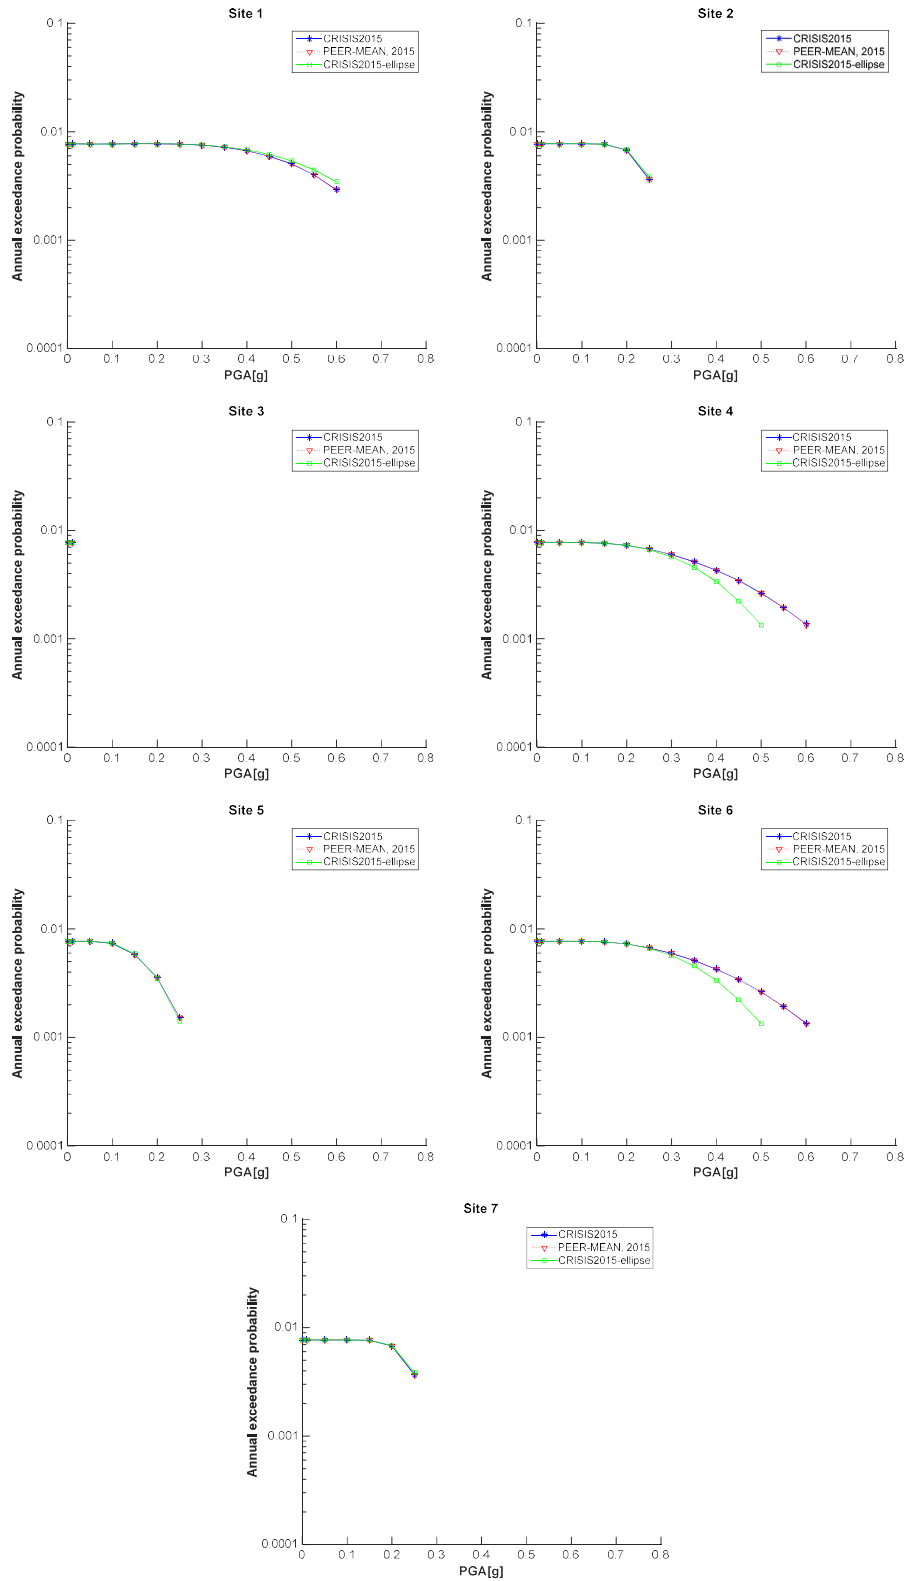 Site 1
0.1
0.01
0.001
0.0001
Annual exceedance probability
CRISIS2015
PEER-MEAN, 2015
CRISIS2015-ellipse
0 0.1 0.2 0.3 0.4 0.5 0.6 0.7 0.8
PGA[g]
Site 2
0.1
0.01
0.001
0.0001
Annual exceedance probability
CRISIS2015
PEER-MEAN, 2015
CRISIS2015-ellipse
0 0.1 0.2 0.3 0.4 0.5 0.6 0.7 0.8
PGA[g]
Site 3
0.1
0.01
0.001
0.0001
Annual exceedance probability
CRISIS2015
PEER-MEAN, 2015
CRISIS2015-ellipse
0 0.1 0.2 0.3 0.4 0.5 0.6 0.7 0.8
PGA[g]
Site 4
0.1
0.01
0.001
0.0001
Annual exceedance probability
CRISIS2015
PEER-MEAN, 2015
CRISIS2015-ellipse
0 0.1 0.2 0.3 0.4 0.5 0.6 0.7 0.8
PGA[g]
Site 5
0.1
0.01
0.001
0.0001
Annual exceedance probability
CRISIS2015
PEER-MEAN, 2015
CRISIS2015-ellipse
0 0.1 0.2 0.3 0.4 0.5 0.6 0.7 0.8
PGA[g]
Site 6
0.1
0.01
0.001
0.0001
Annual exceedance probability
CRISIS2015
PEER-MEAN, 2015
CRISIS2015-ellipse
0 0.1 0.2 0.3 0.4 0.5 0.6 0.7 0.8
PGA[g]
Site 7
0.1
0.01
0.001
0.0001
Annual exceedance probability
CRISIS2015
PEER-MEAN, 2015
CRISIS2015-ellipse
0 0.1 0.2 0.3 0.4 0.5 0.6 0.7 0.8
PGA[g]